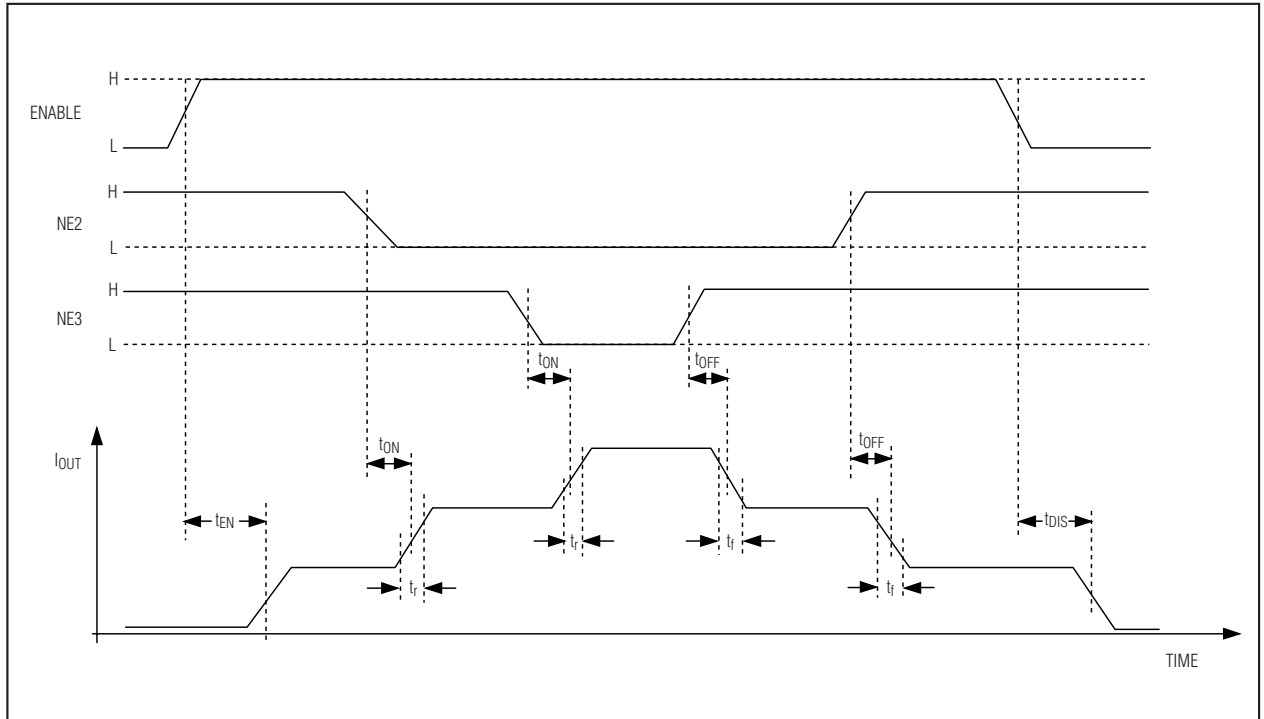 H
ENABLE
L
H
NE2
L
H
NE3
L
tON
tOFF
tON
tOFF
IOUT
tEN
tDIS
tr
tf
tr
tf
TIME